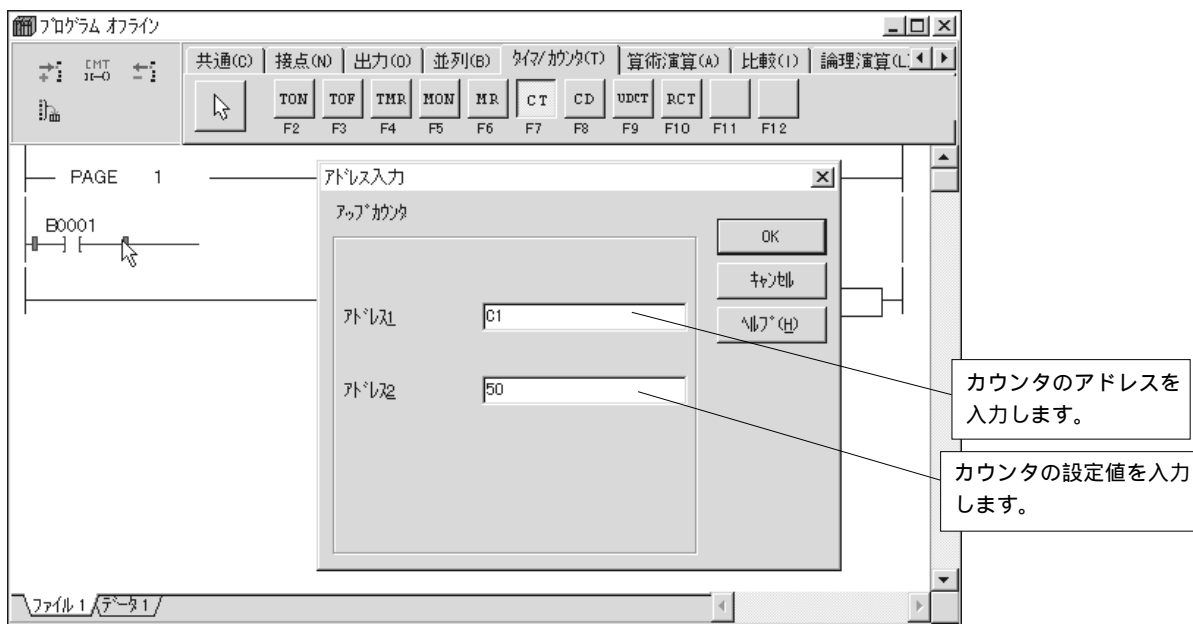 プログラム オフライン
共通(C) 接点(N) 出力(O) 並列(B) タイマ/カウンタ(T) 算術演算(A) 比較(I) 論理演算(L
CMT
TON TOF TMR MON MR CT CD UDCT RCT
F2 F3 F4 F5 F6 F7 F8 F9 F10 F11 F12
PAGE 1
B0001
アドレス入力
アップカウンタ
アドレス1 C1
アドレス2 50
OK
キャンセル
ヘルプ(H)
カウンタのアドレスを
入力します。
カウンタの設定値を入力
します。
ファイル 1 データ 1